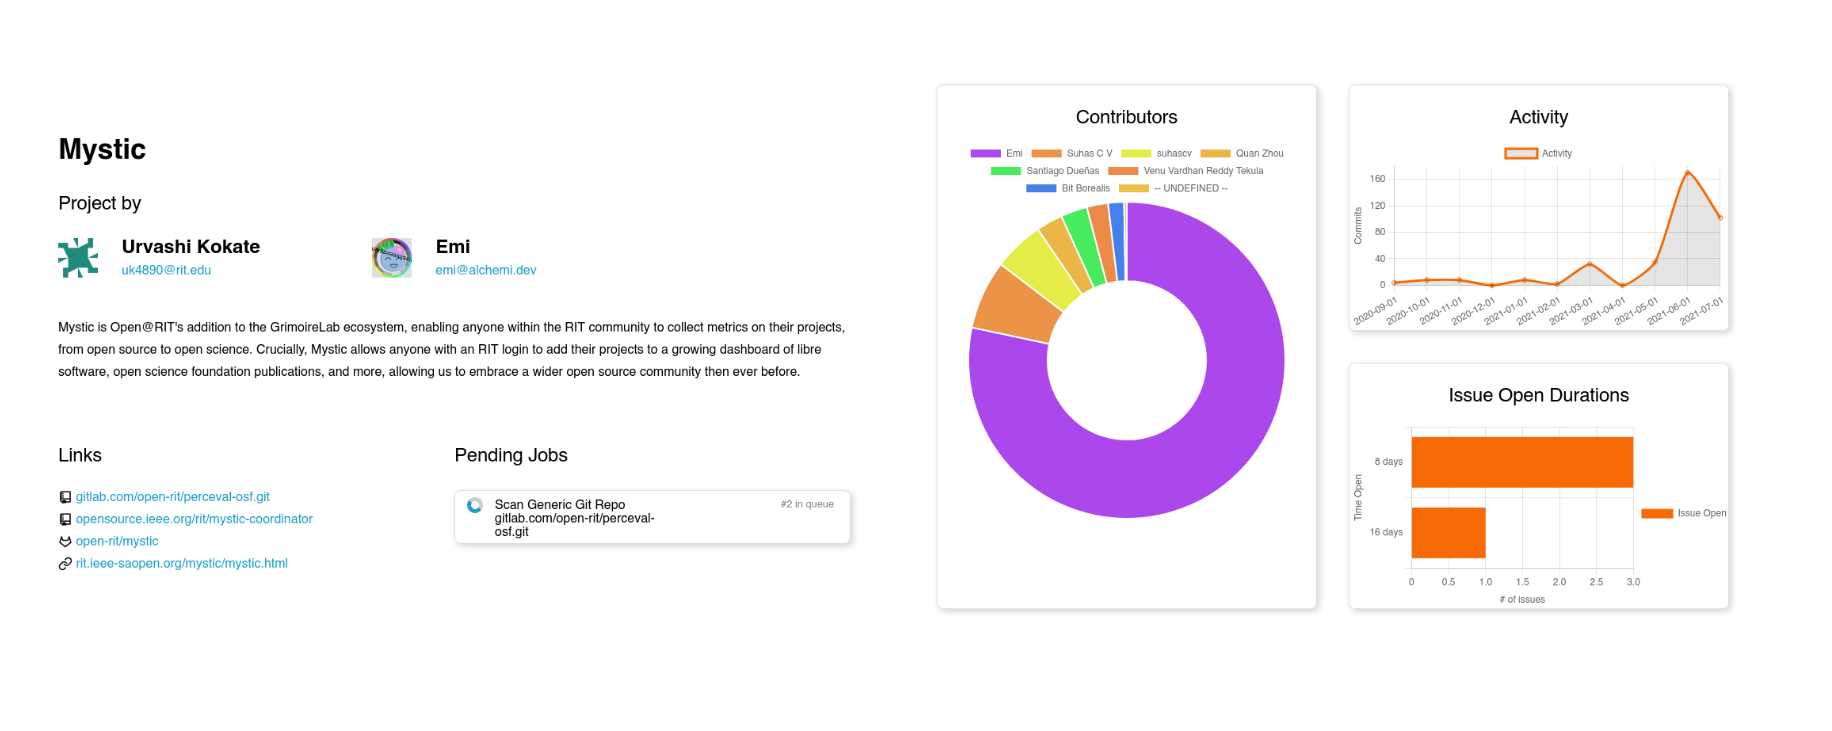 Mystic
Project by
Urvashi Kokate
uk4890@rit.edu
Emi
emi@alchemi.dev
Mystic is Open@RIT's addition to the GrimoireLab ecosystem, enabling anyone within the RIT community to collect metrics on their projects,
from open source to open science. Crucially, Mystic allows anyone with an RIT login to add their projects to a growing dashboard of libre
software, open science foundation publications, and more, allowing us to embrace a wider open source community then ever before.
Links
gitlab.com/open-rit/perceval-osf.git
opensource.ieee.org/rit/mystic-coordinator
open-rit/mystic
rit.ieee-saopen.org/mystic/mystic.html
Pending Jobs
Scan Generic Git Repo
#2 in queue
gitlab.com/open-rit/perceval-
osf.git
Contributors
Emi Suhas C V suhascv Quan Zhou
Santiago Dueñas Venu Vardhan Reddy Tekula
Bit Borealis -- UNDEFINED --
Activity
Activity
Commits
160
120
80
40
0
2020-09-01 2020-10-01 2020-11-01 2020-12-01 2021-01-01 2021-02-01 2021-03-01 2021-04-01 2021-05-01 2021-06-01 2021-07-01
Issue Open Durations
Time Open
8 days
16 days
Issue Open
0 0.5 1.0 1.5 2.0 2.5 3.0
# of issues